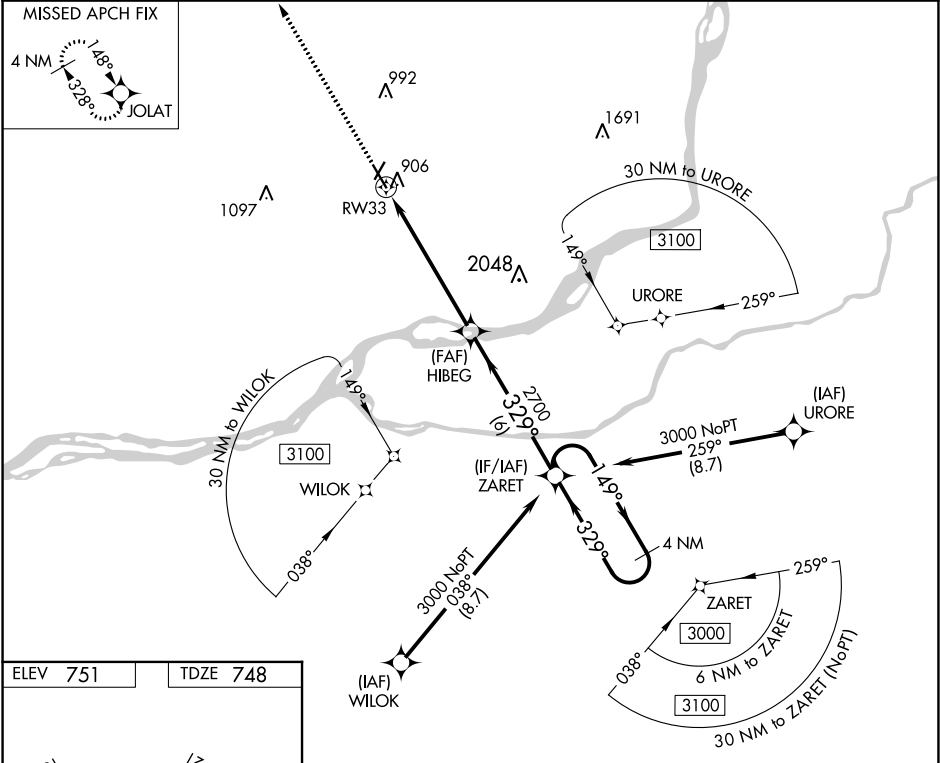 MISSED APCH FIX
4 NM
148°
328°
JOLAT
992
1691
906
RW33
1097
2048
30 NM to URORE
3100
149°
URORE
259°
(FAF)
HIBEG
2700
329°
(6)
30 NM to WILOK
149°
3100
WILOK
038°
(IAF)
URORE
3000 NoPT
259°
(8.7)
(IF/IAF)
ZARET
149°
329°
4 NM
3000 NoPT
038°
(8.7)
(IAF)
WILOK
259°
ZARET
3000
038°
6 NM to ZARET
3100
30 NM to ZARET (NoPT)
ELEV 751
TDZE 748